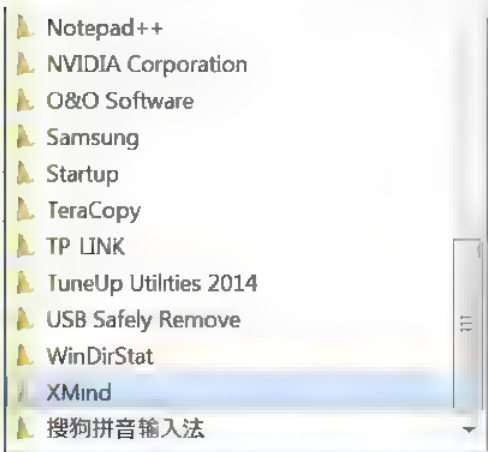 Notepad++
NVIDIA Corporation
O&O Software
Samsung
Startup
TeraCopy
TP LINK
TuneUp Utilities 2014
USB Safely Remove
WinDirStat
XMind
搜狗拼音输入法